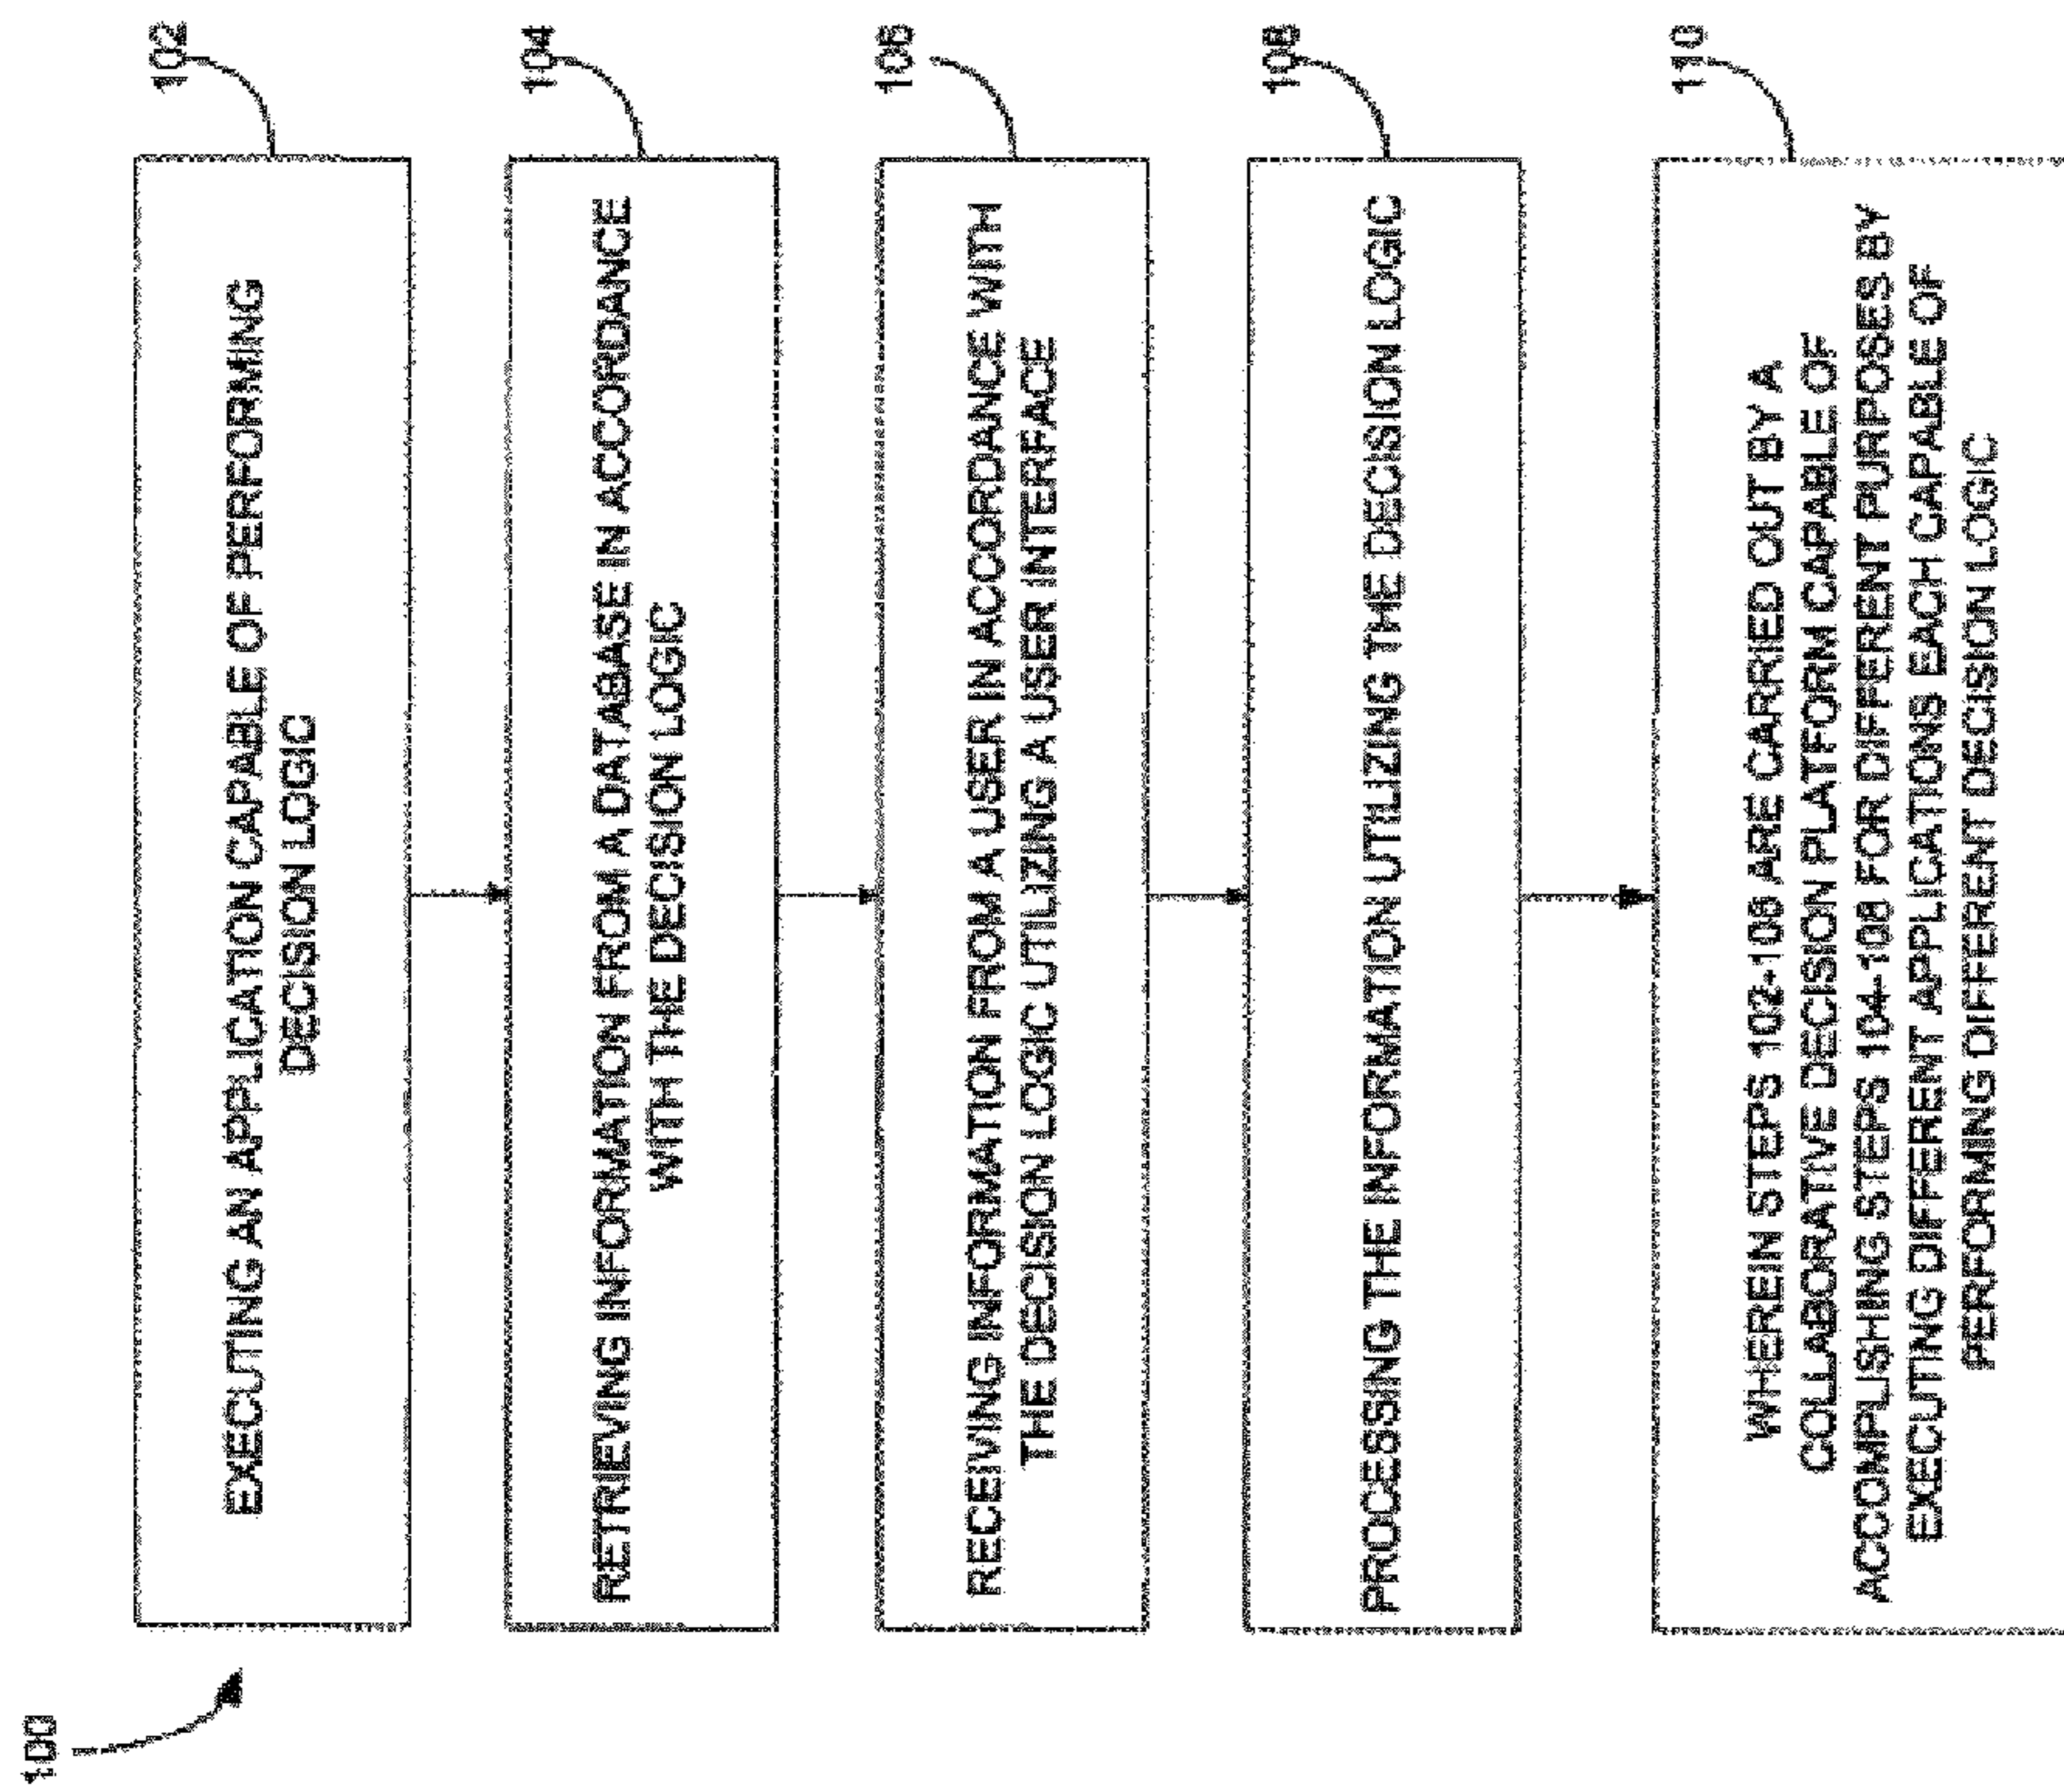 100
102
EXECUTING AN APPLICATION CAPABLE OF PERFORMING
DECISION LOGIC
104
RETRIEVING INFORMATION FROM A DATABASE IN ACCORDANCE
WITH THE DECISION LOGIC
106
RECEIVING INFORMATION FROM A USER IN ACCORDANCE WITH
THE DECISION LOGIC UTILIZING A USER INTERFACE
108
PROCESSING THE INFORMATION UTILIZING THE DECISION LOGIC
110
WHEREIN STEPS 102-108 ARE CARRIED OUT BY A
COLLABORATIVE DECISION PLATFORM CAPABLE OF
ACCOMPLISHING STEPS 104-108 FOR DIFFERENT PURPOSES BY
EXECUTING DIFFERENT APPLICATIONS EACH CAPABLE OF
PERFORMING DIFFERENT DECISION LOGIC